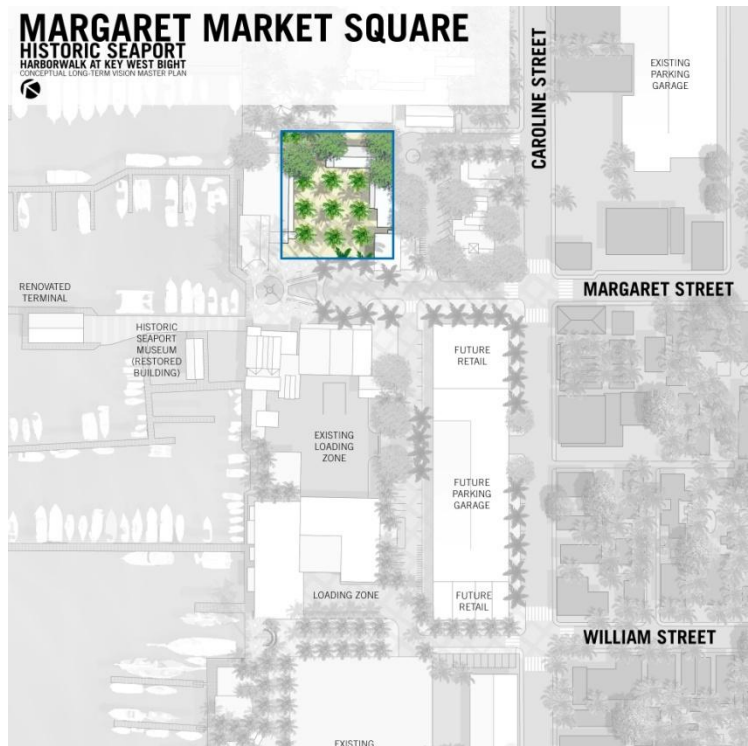 MARGARET MARKET SQUARE
HISTORIC SEAPORT
HARBORWALK AT KEY WEST BIGHT
CONCEPTUAL LONG-TERM VISION MASTER PLAN
CAROLINE STREET
EXISTING
PARKING
GARAGE
MARGARET STREET
RENOVATED
TERMINAL
HISTORIC
SEAPORT
MUSEUM
(RESTORED
BUILDING)
FUTURE
RETAIL
EXISTING
LOADING
ZONE
FUTURE
PARKING
GARAGE
LOADING ZONE
FUTURE
RETAIL
WILLIAM STREET
EXISTING